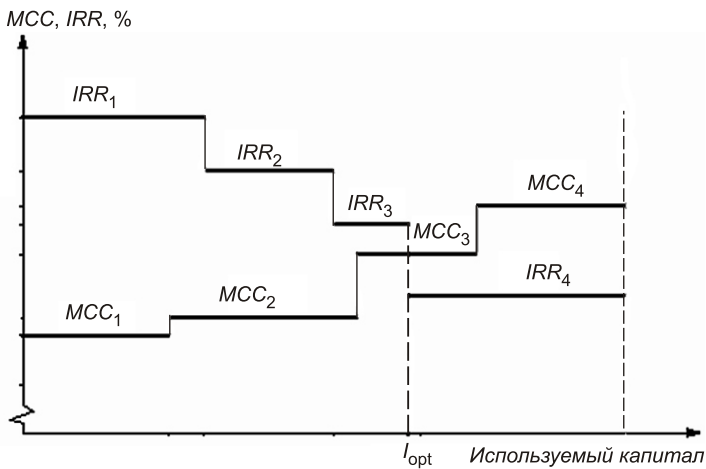 MCC, IRR, %
IRR1
IRR2
IRR3
MCC4
MCC3
IRR4
MCC2
MCC1
Iopt
Используемый капитал